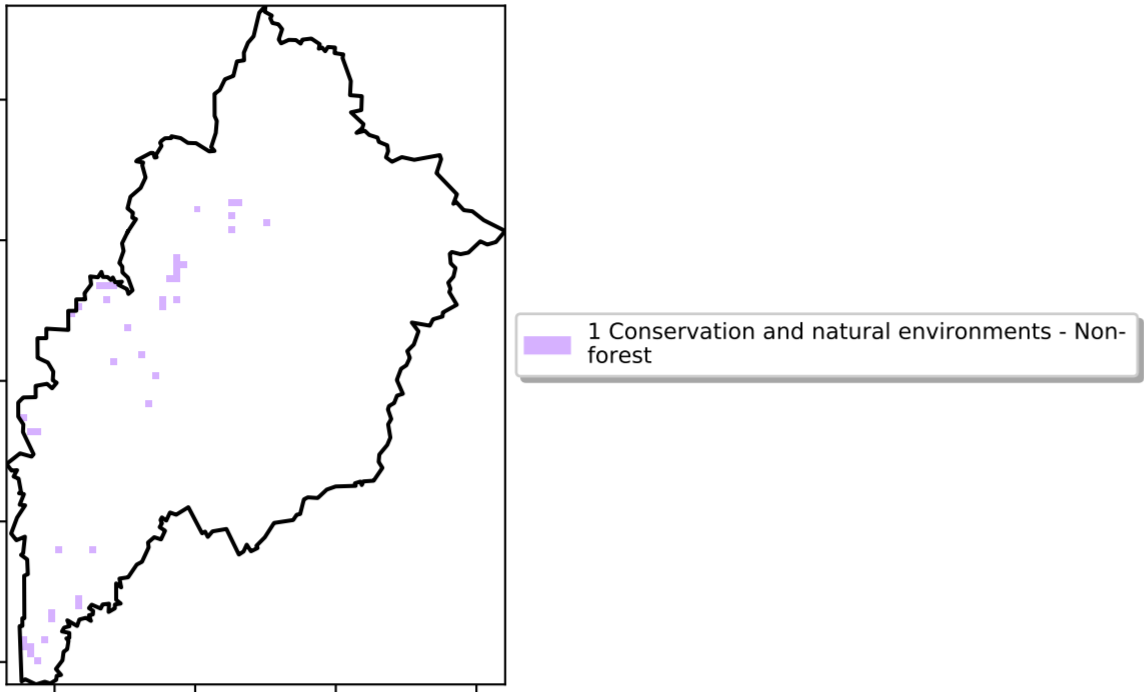 1 Conservation and natural environments - Non-
forest